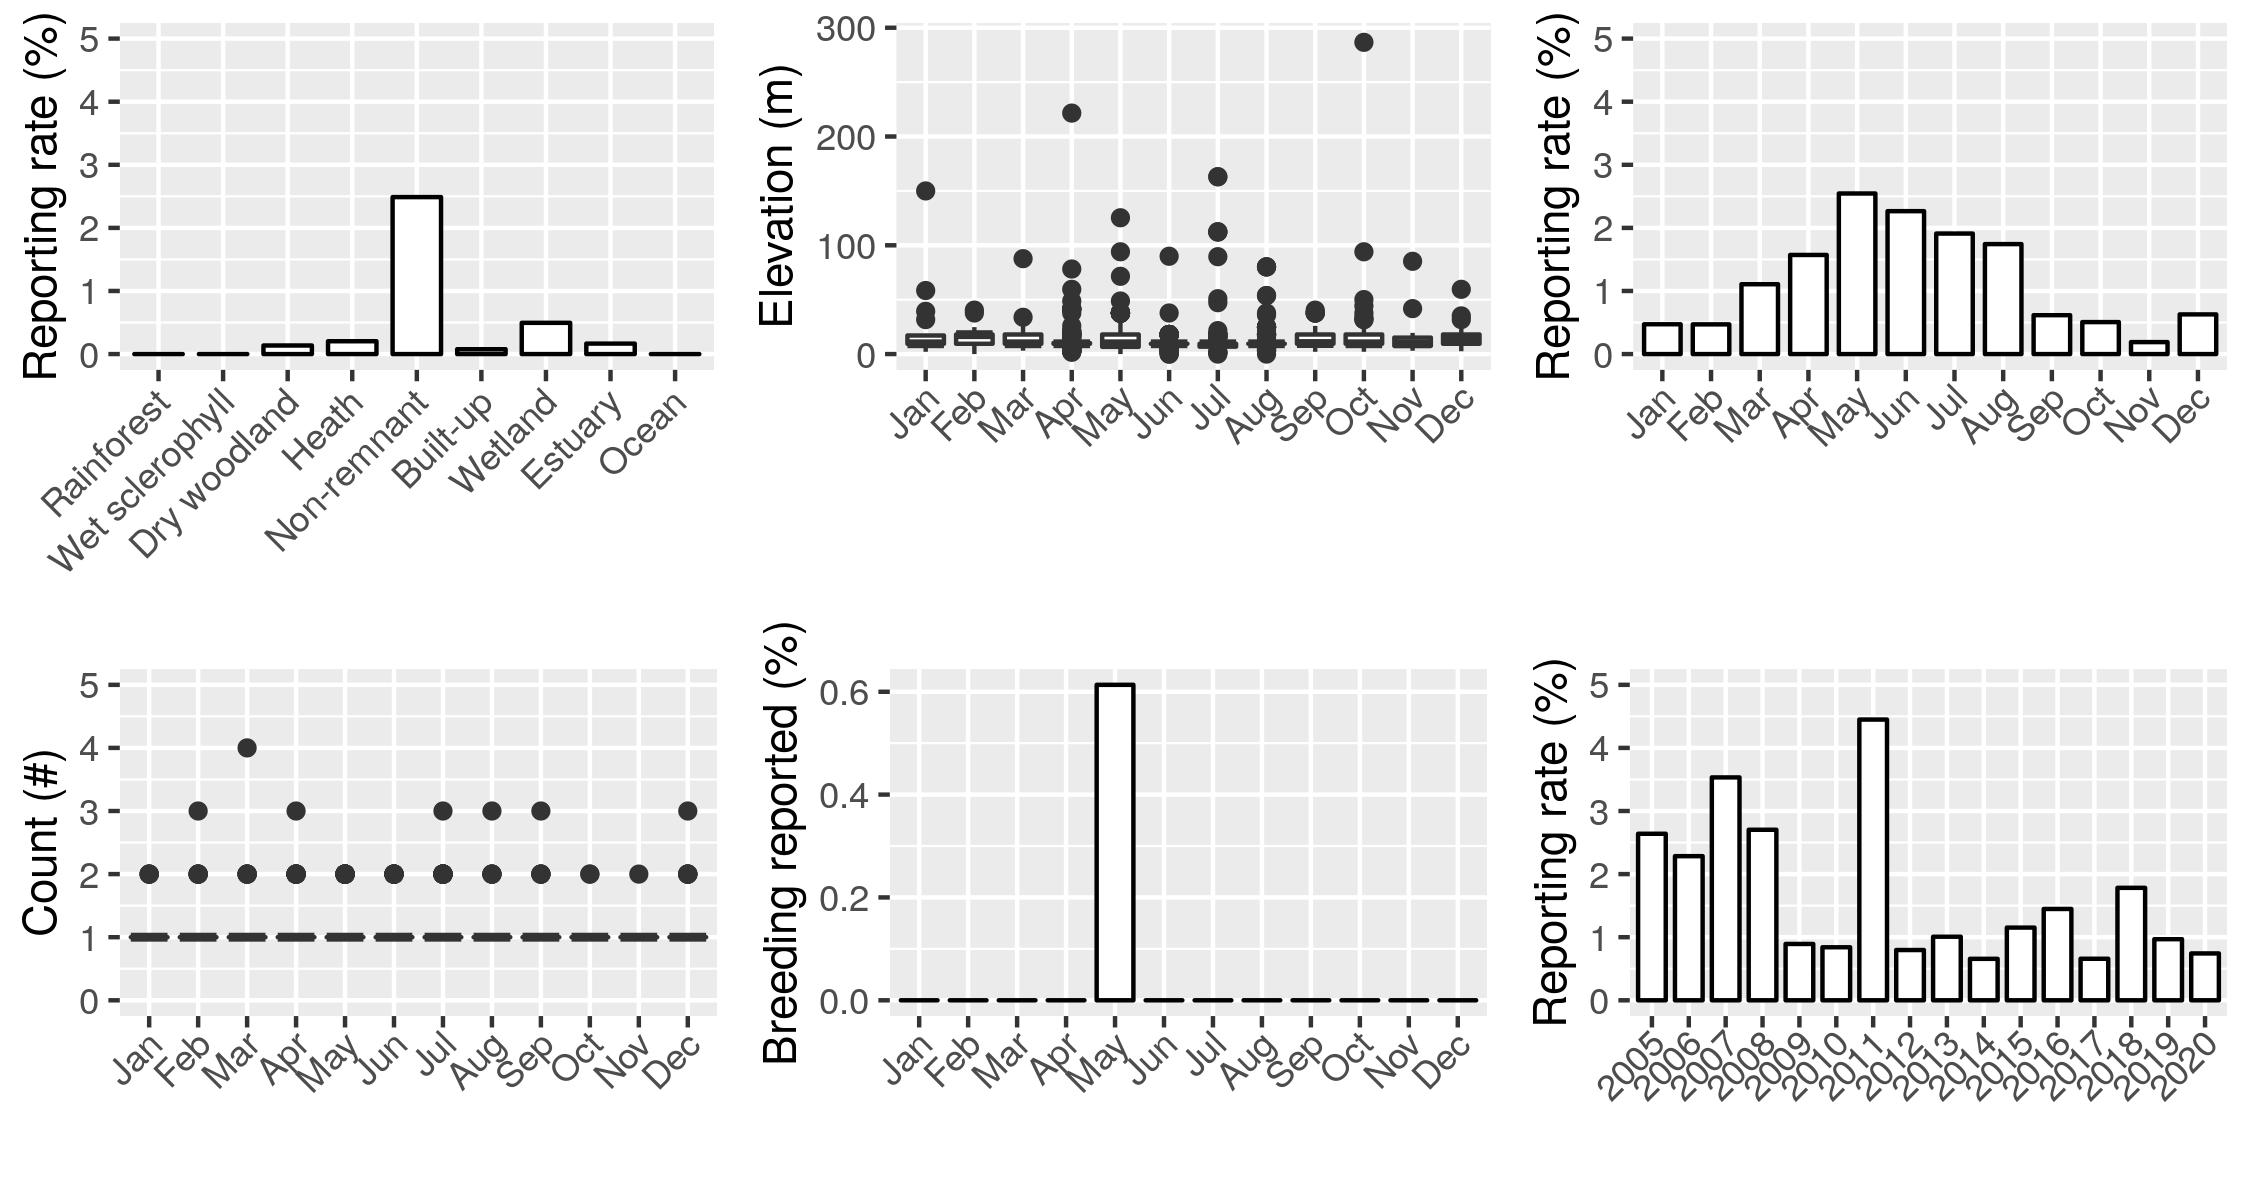 Reporting rate (%)
5
4
3
2
1
0
Rainforest
Wet sclerophyll
Dry woodland
Heath
Non-remnant
Built-up
Wetland
Estuary
Ocean
Elevation (m)
300
200
100
0
Jan
Feb
Mar
Apr
May
Jun
Jul
Aug
Sep
Oct
Nov
Dec
Reporting rate (%)
5
4
3
2
1
0
Jan
Feb
Mar
Apr
May
Jun
Jul
Aug
Sep
Oct
Nov
Dec
Count (#)
5
4
3
2
1
0
Jan
Feb
Mar
Apr
May
Jun
Jul
Aug
Sep
Oct
Nov
Dec
Breeding reported (%)
0.6
0.4
0.2
0.0
Jan
Feb
Mar
Apr
May
Jun
Jul
Aug
Sep
Oct
Nov
Dec
Reporting rate (%)
5
4
3
2
1
0
2005
2006
2007
2008
2009
2010
2011
2012
2013
2014
2015
2016
2017
2018
2019
2020